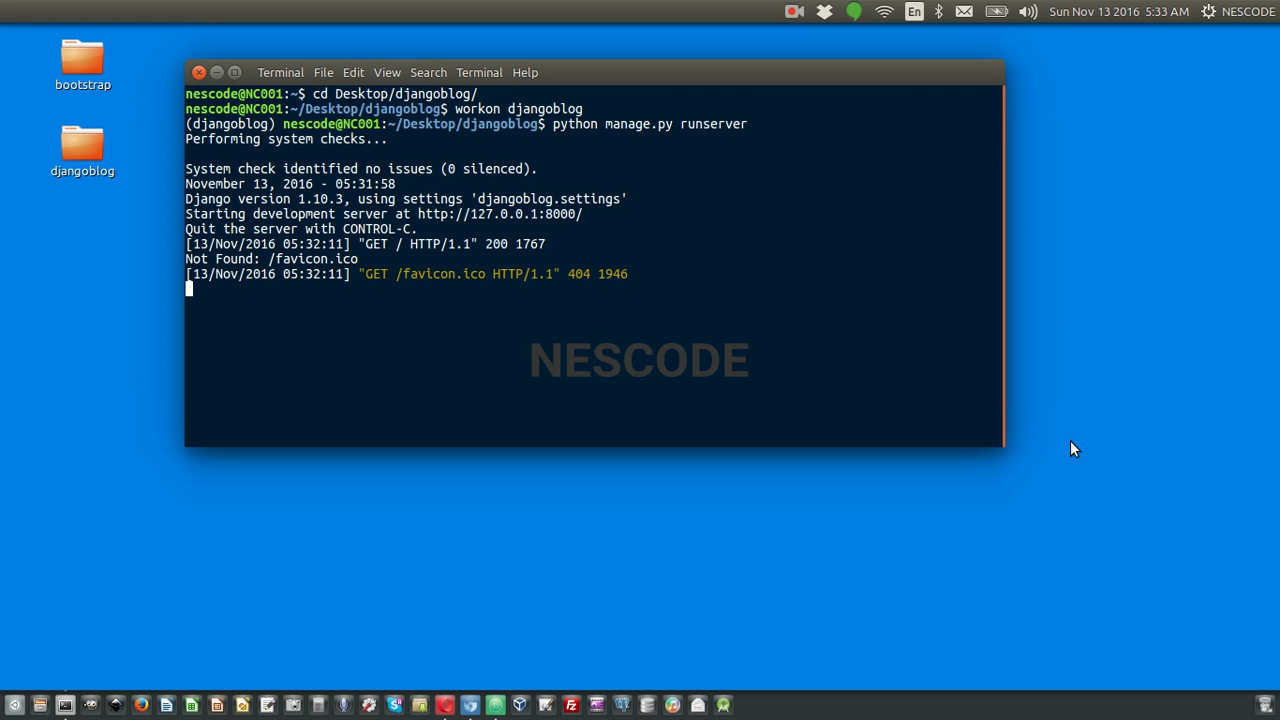 En
Sun Nov 13 2016 5:33 AM
NESCODE
bootstrap
djangoblog
Terminal File Edit View Search Terminal Help
nescode@NC001:~$ cd Desktop/djangoblog/
nescode@NC001:~/Desktop/djangoblog$ workon djangoblog
(djangoblog) nescode@NC001:~/Desktop/djangoblog$ python manage.py runserver
Performing system checks...
System check identified no issues (0 silenced).
November 13, 2016 - 05:31:58
Django version 1.10.3, using settings 'djangoblog.settings'
Starting development server at http://127.0.0.1:8000/
Quit the server with CONTROL-C.
[13/Nov/2016 05:32:11] "GET / HTTP/1.1" 200 1767
Not Found: /favicon.ico
[13/Nov/2016 05:32:11] "GET /favicon.ico HTTP/1.1" 404 1946
NESCODE